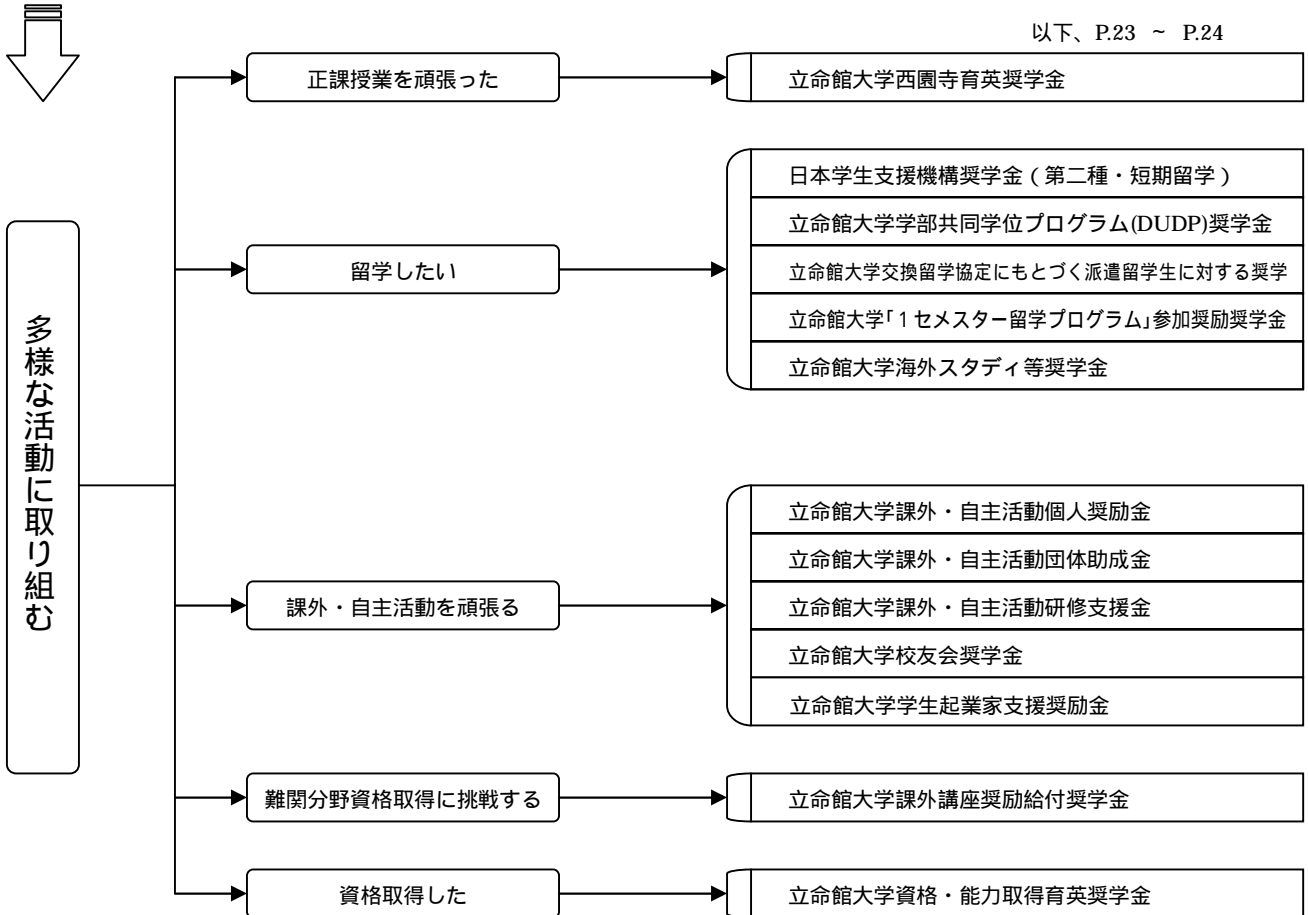 以下、P.23 ~ P.24
多様な活動に取り組む
正課授業を頑張った
立命館大学西園寺育英奨学金
留学したい
日本学生支援機構奨学金（第二種・短期留学）
立命館大学学部共同学位プログラム(DUDP)奨学金
立命館大学交換留学協定にもとづく派遣留学生に対する奨学
立命館大学「１セメスター留学プログラム」参加奨励奨学金
立命館大学海外スタディ等奨学金
課外・自主活動を頑張る
立命館大学課外・自主活動個人奨励金
立命館大学課外・自主活動団体助成金
立命館大学課外・自主活動研修支援金
立命館大学校友会奨学金
立命館大学学生起業家支援奨励金
難関分野資格取得に挑戦する
立命館大学課外講座奨励給付奨学金
資格取得した
立命館大学資格・能力取得育英奨学金